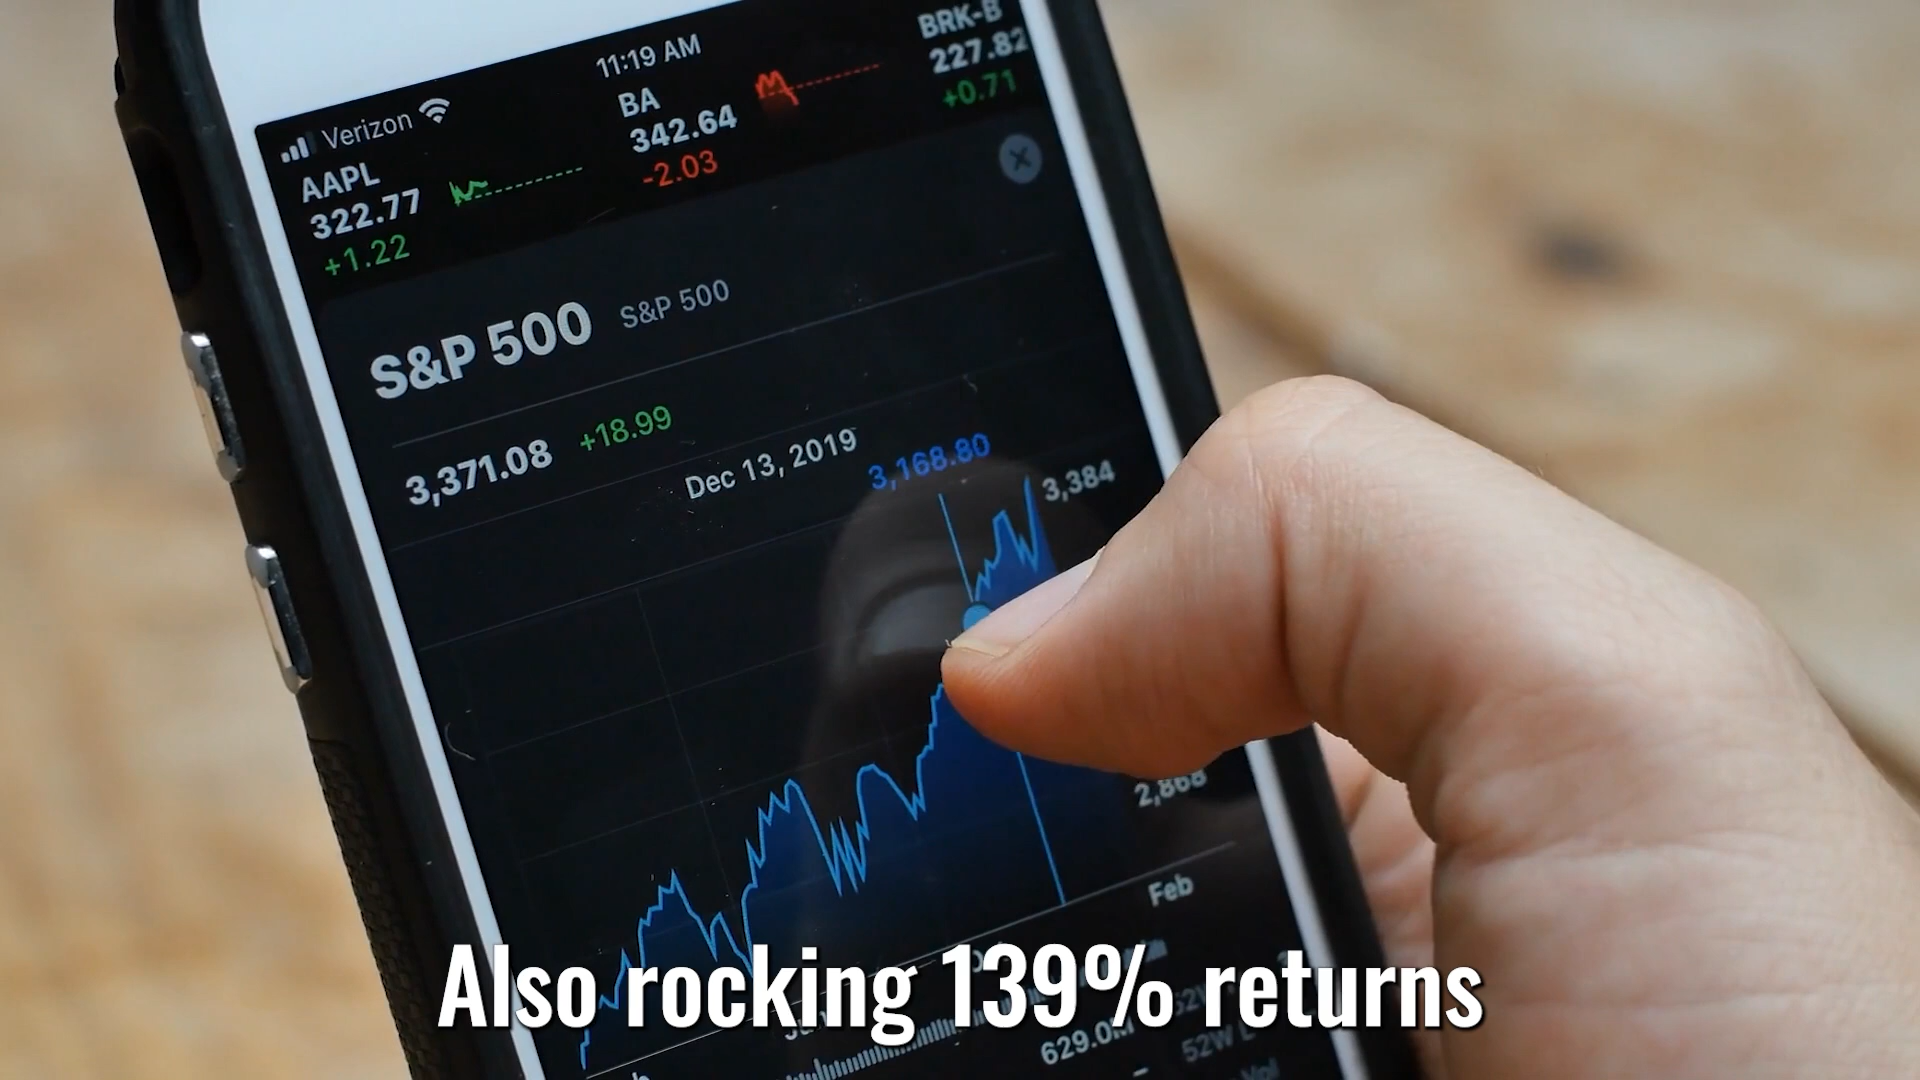 11:19 AM
Verizon
AAPL
322.77
+1.22
BA
342.64
-2.03
BRK-B
227.82
+0.71
S&P 500 S&P 500
3,371.08 +18.99
Dec 13, 2019 3,168.80
3,384
2,868
Feb
Also rocking 139% returns
629.0M
52W